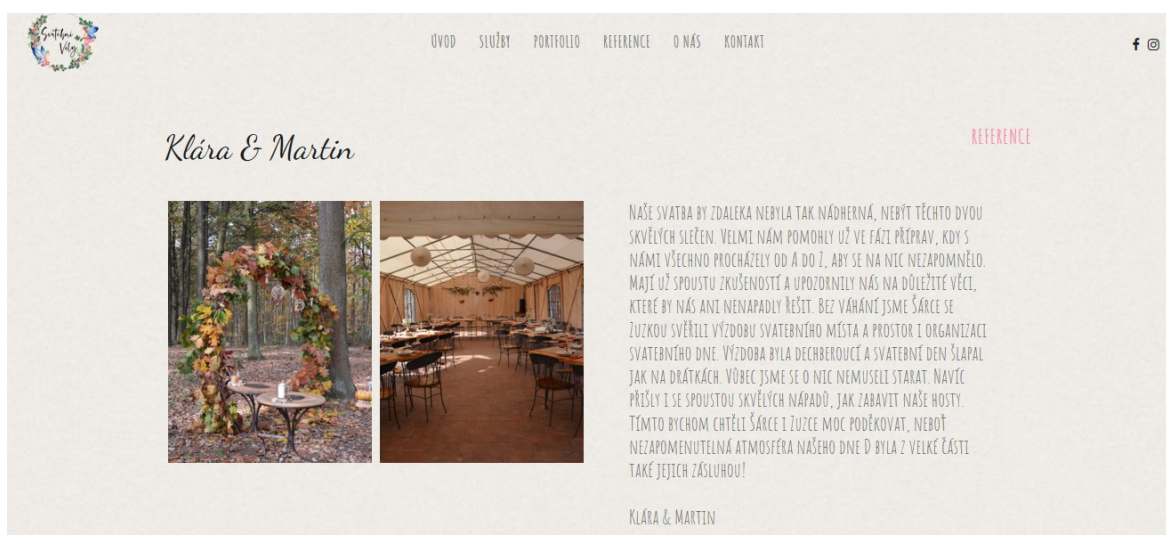 Svatební
Víly
ÚVOD SLUŽBY PORTFOLIO REFERENCE O NÁS KONTAKT
Klára & Martin
REFERENCE
NAŠE SVATBA BY ZDALEKA NEBYLA TAK NÁDHERNÁ, NEBÝT TĚCHTO DVOU
SKVĚLÝCH SLEČEN. VELMI NÁM POMOHLY UŽ VE FÁZI PŘÍPRAV, KDY S
NÁMI VŠECHNO PROCHÁZELY OD A DO Z, ABY SE NA NIC NEZAPOMNĚLO.
MAJÍ UŽ SPOUSTU ZKUŠENOSTÍ A UPOZORNILY NÁS NA DŮLEŽITÉ VĚCI,
KTERÉ BY NÁS ANI NENAPADLY ŘEŠIT. BEZ VÁHÁNÍ JSME ŠÁRCE SE
ZUZKOU SVĚŘILI VÝZDOBU SVATEBNÍHO MÍSTA A PROSTOR I ORGANIZACI
SVATEBNÍHO DNE. VÝZDOBA BYLA DECHBEROUCÍ A SVATEBNÍ DEN ŠLAPAL
JAK NA DRÁTKÁCH. VŮBEC JSME SE O NIC NEMUSELI STARAT. NAVÍC
PŘIŠLY I SE SPOUSTOU SKVĚLÝCH NÁPADŮ, JAK ZABAVIT NAŠE HOSTY.
TÍMTO BYCHOM CHTĚLI ŠÁRCE I ZUZCE MOC PODĚKOVAT, NEBOŤ
NEZAPOMENUTELNÁ ATMOSFÉRA NAŠEHO DNE D BYLA Z VELKÉ ČÁSTI
TAKÉ JEJICH ZÁSLUHOU!
KLÁRA & MARTIN